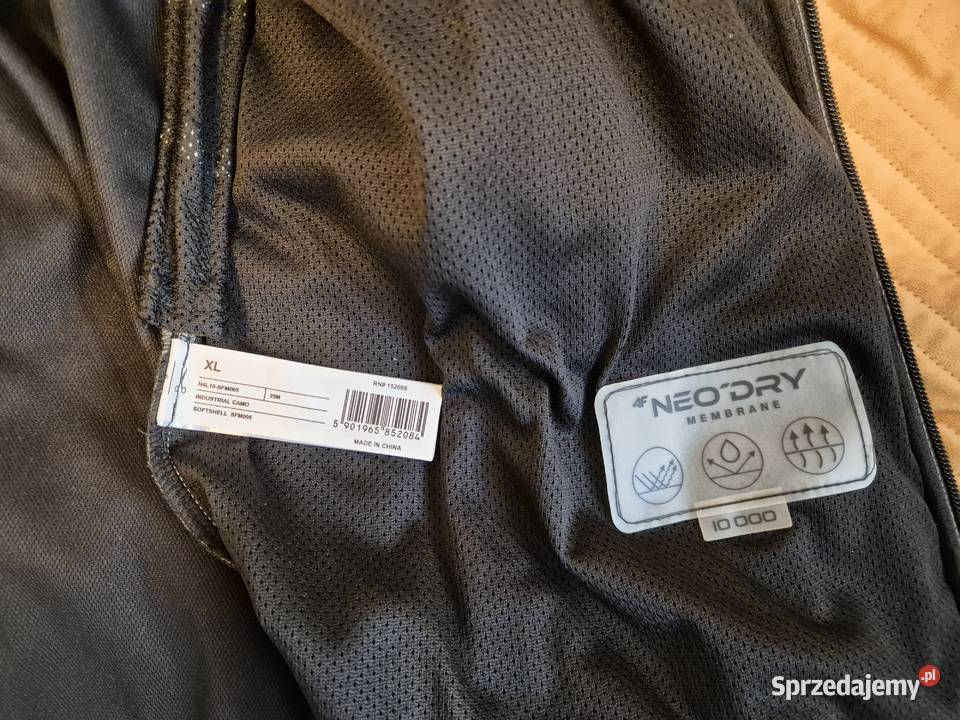 XL
RN# 152088
H4L18-SFM005 25M
INDUSTRIAL CAMO
SOFTSHELL SFM005
5 901965 852084
MADE IN CHINA
4F NEO'DRY
MEMBRANE
10 000
Sprzedajemy.pl